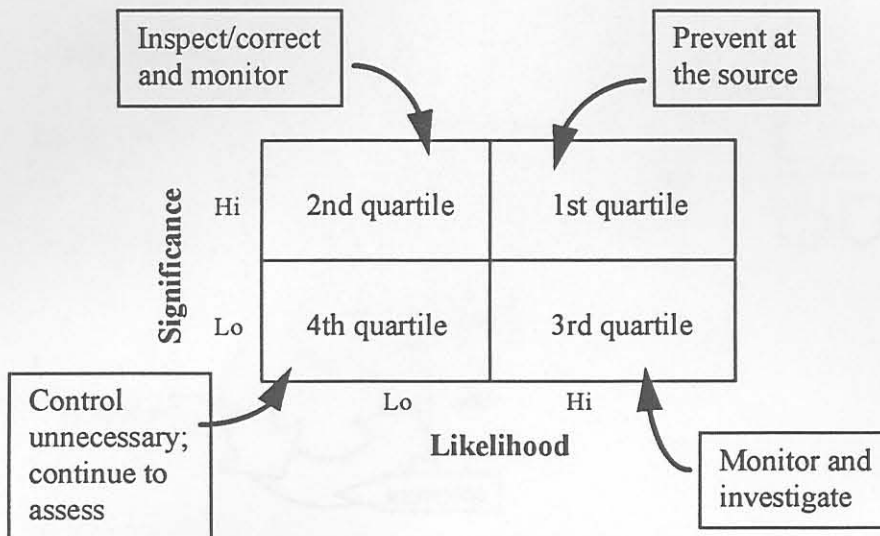 Inspect/correct
and monitor
Prevent at
the source
Significance
Hi
2nd quartile
1st quartile
Lo
4th quartile
3rd quartile
Lo
Hi
Likelihood
Control
unnecessary;
continue to
assess
Monitor and
investigate